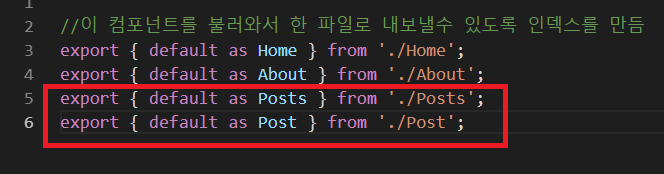 2
//이 컴포넌트를 불러와서 한 파일로 내보낼수 있도록 인덱스를 만듬
3 export { default as Home } from './Home';
4 export { default as About } from './About';
5 export { default as Posts } from './Posts';
6 export { default as Post } from './Post';